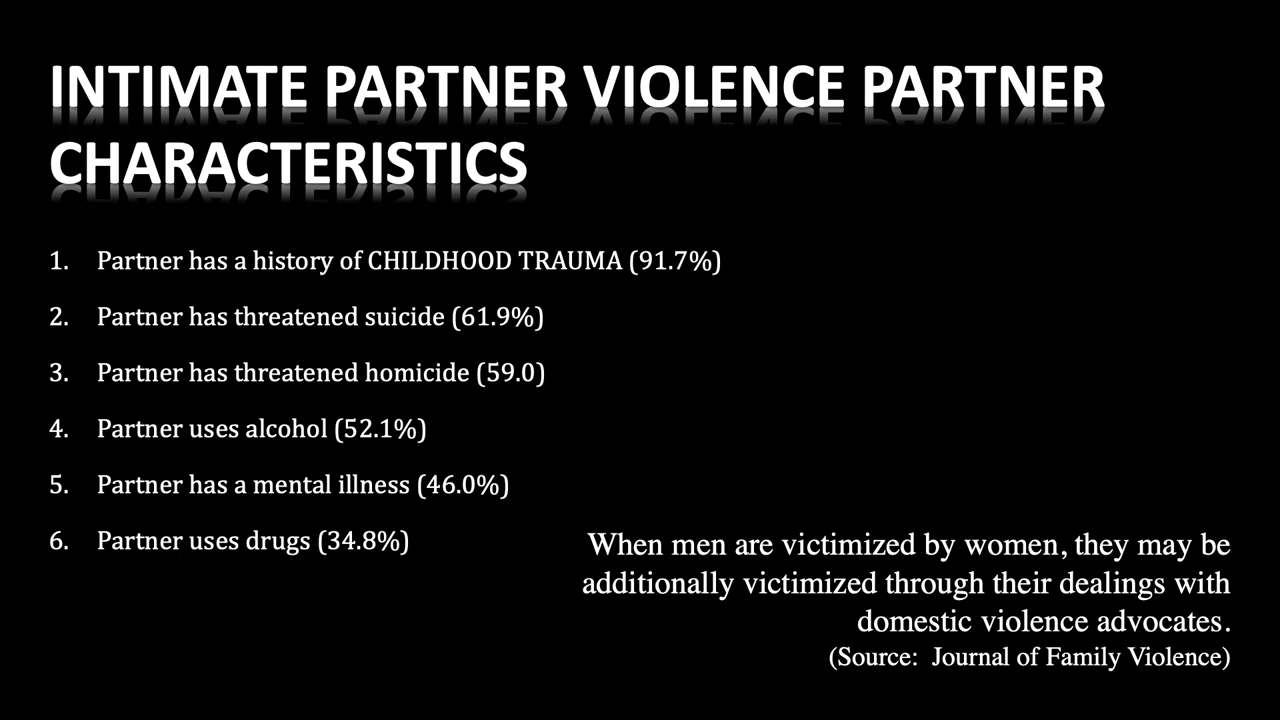 INTIMATE PARTNER VIOLENCE PARTNER
CHARACTERISTICS
1. Partner has a history of CHILDHOOD TRAUMA (91.7%)
2. Partner has threatened suicide (61.9%)
3. Partner has threatened homicide (59.0)
4. Partner uses alcohol (52.1%)
5. Partner has a mental illness (46.0%)
6. Partner uses drugs (34.8%)
When men are victimized by women, they may be
additionally victimized through their dealings with
domestic violence advocates.
(Source: Journal of Family Violence)